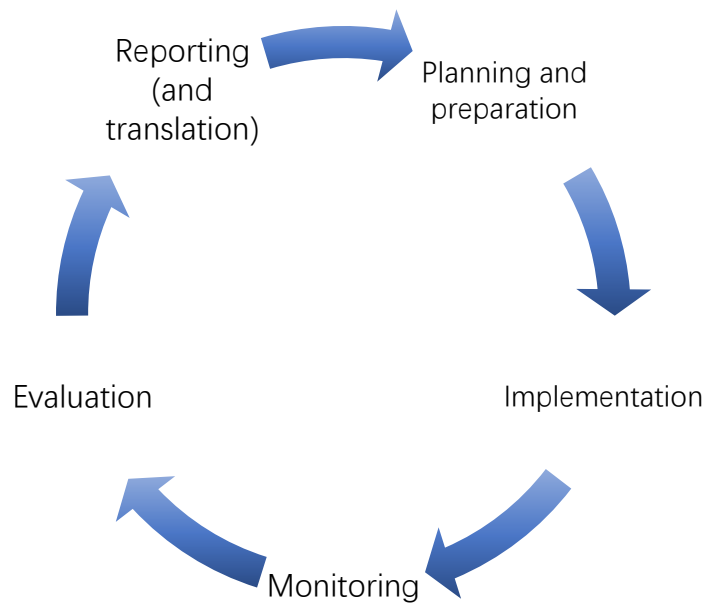 Reporting
(and
translation)
Planning and
preparation
Implementation
Monitoring
Evaluation